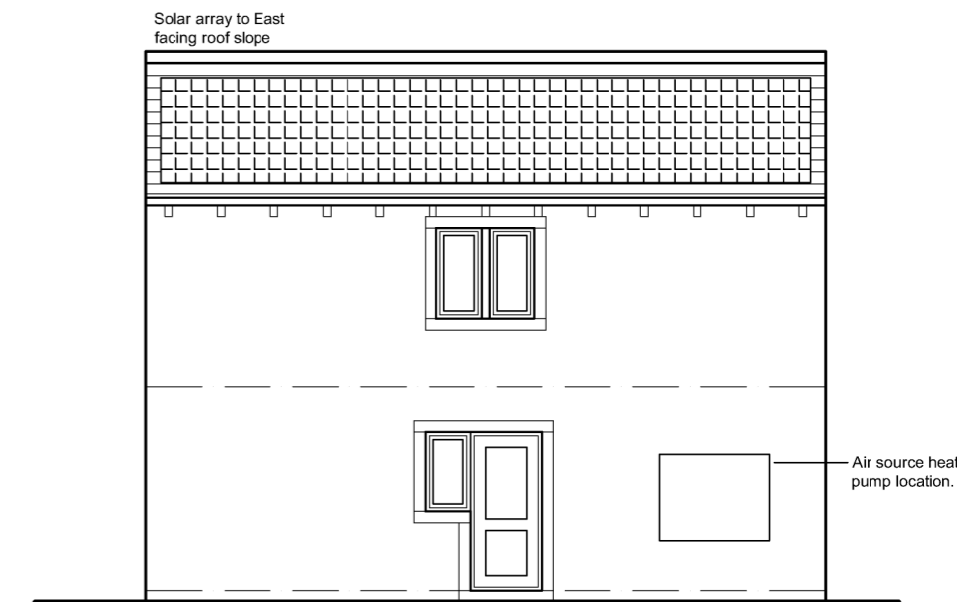 Solar array to East
facing roof slope
Air source heat
pump location.